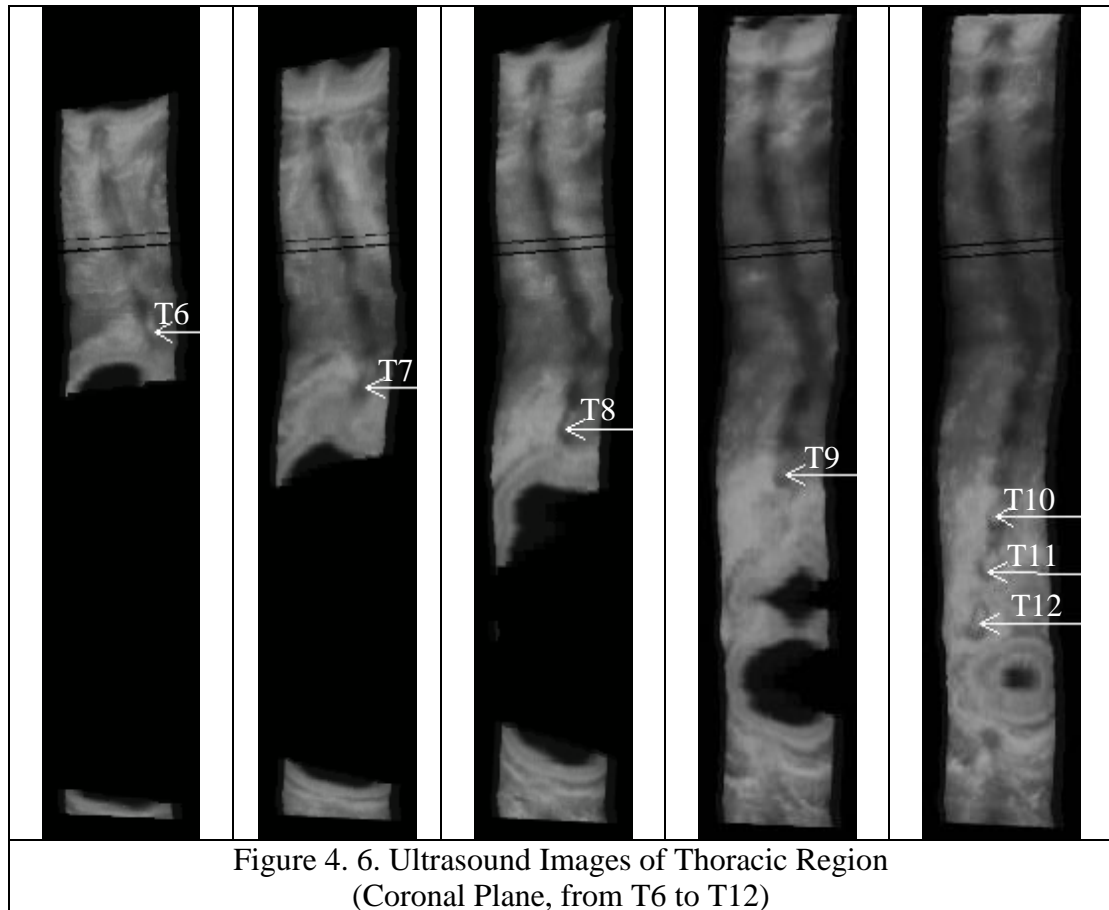 T6
T7
T8
T9
T10
T11
T12
Figure 4. 6. Ultrasound Images of Thoracic Region
(Coronal Plane, from T6 to T12)